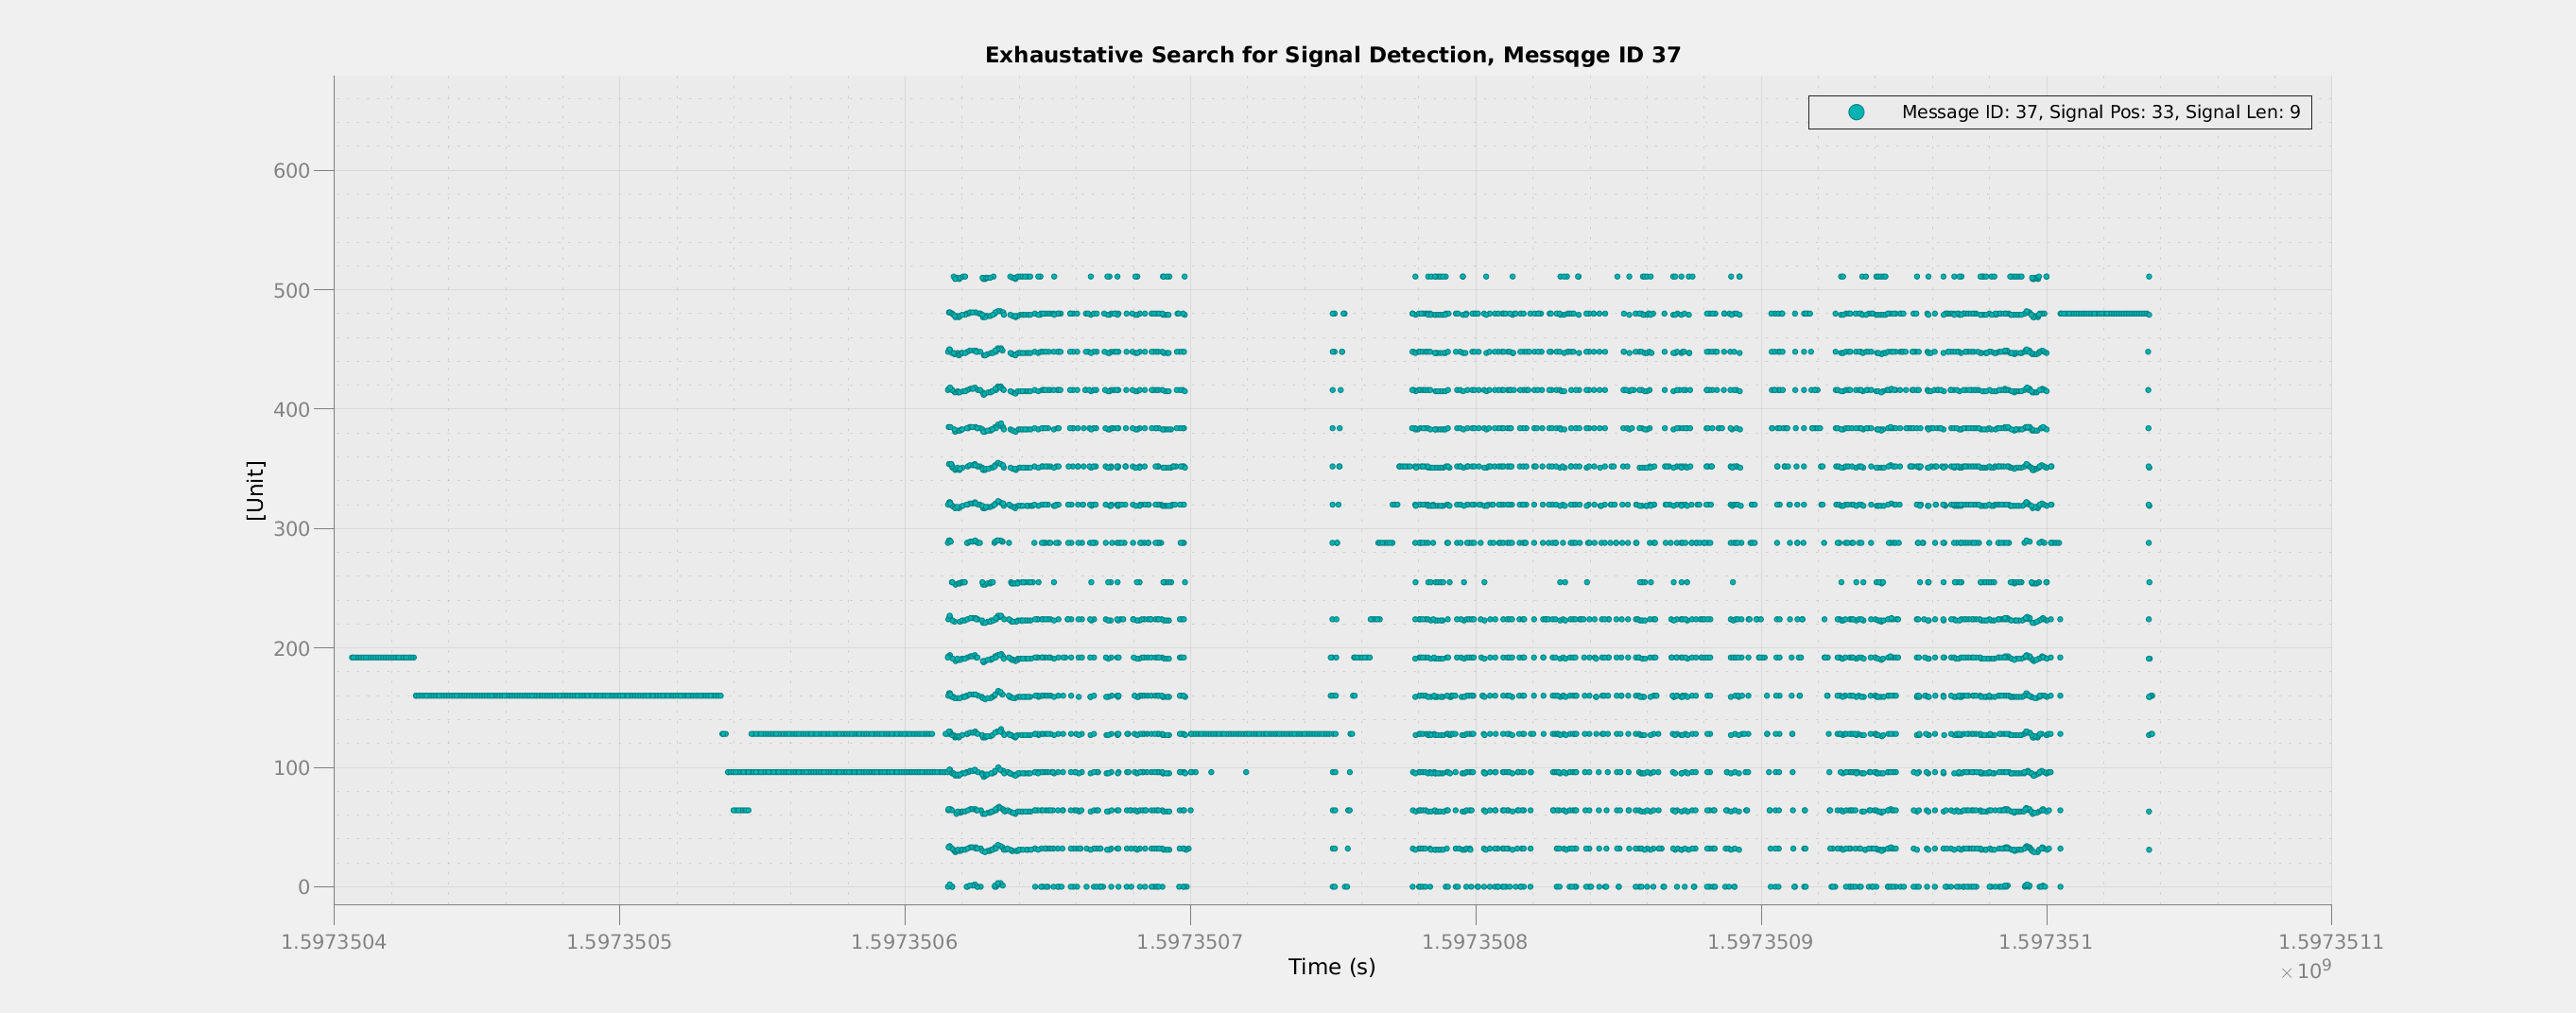 Exhaustative Search for Signal Detection, Messqge ID 37
Message ID: 37, Signal Pos: 33, Signal Len: 9
600
500
400
300
200
100
0
[Unit]
1.5973504 1.5973505 1.5973506 1.5973507 1.5973508 1.5973509 1.597351 1.5973511
Time (s)
× 10⁹